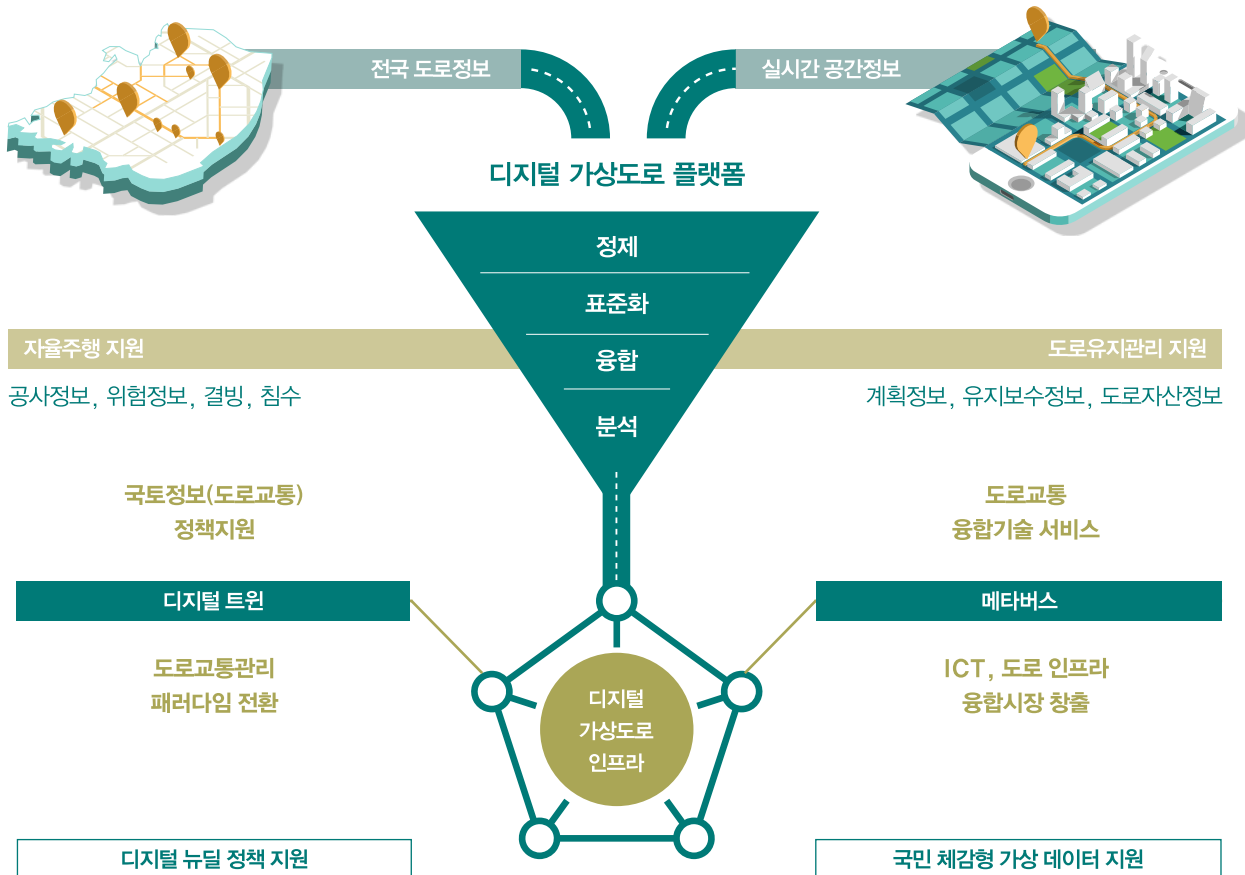 전국 도로정보
실시간 공간정보
디지털 가상도로 플랫폼
정제
표준화
융합
분석
자율주행 지원
공사정보, 위험정보, 결빙, 침수
도로유지관리 지원
계획정보, 유지보수정보, 도로자산정보
국토정보(도로교통)
정책지원
도로교통
융합기술 서비스
디지털 트윈
메타버스
도로교통관리
패러다임 전환
ICT, 도로 인프라
융합시장 창출
디지털
가상도로
인프라
디지털 뉴딜 정책 지원
국민 체감형 가상 데이터 지원